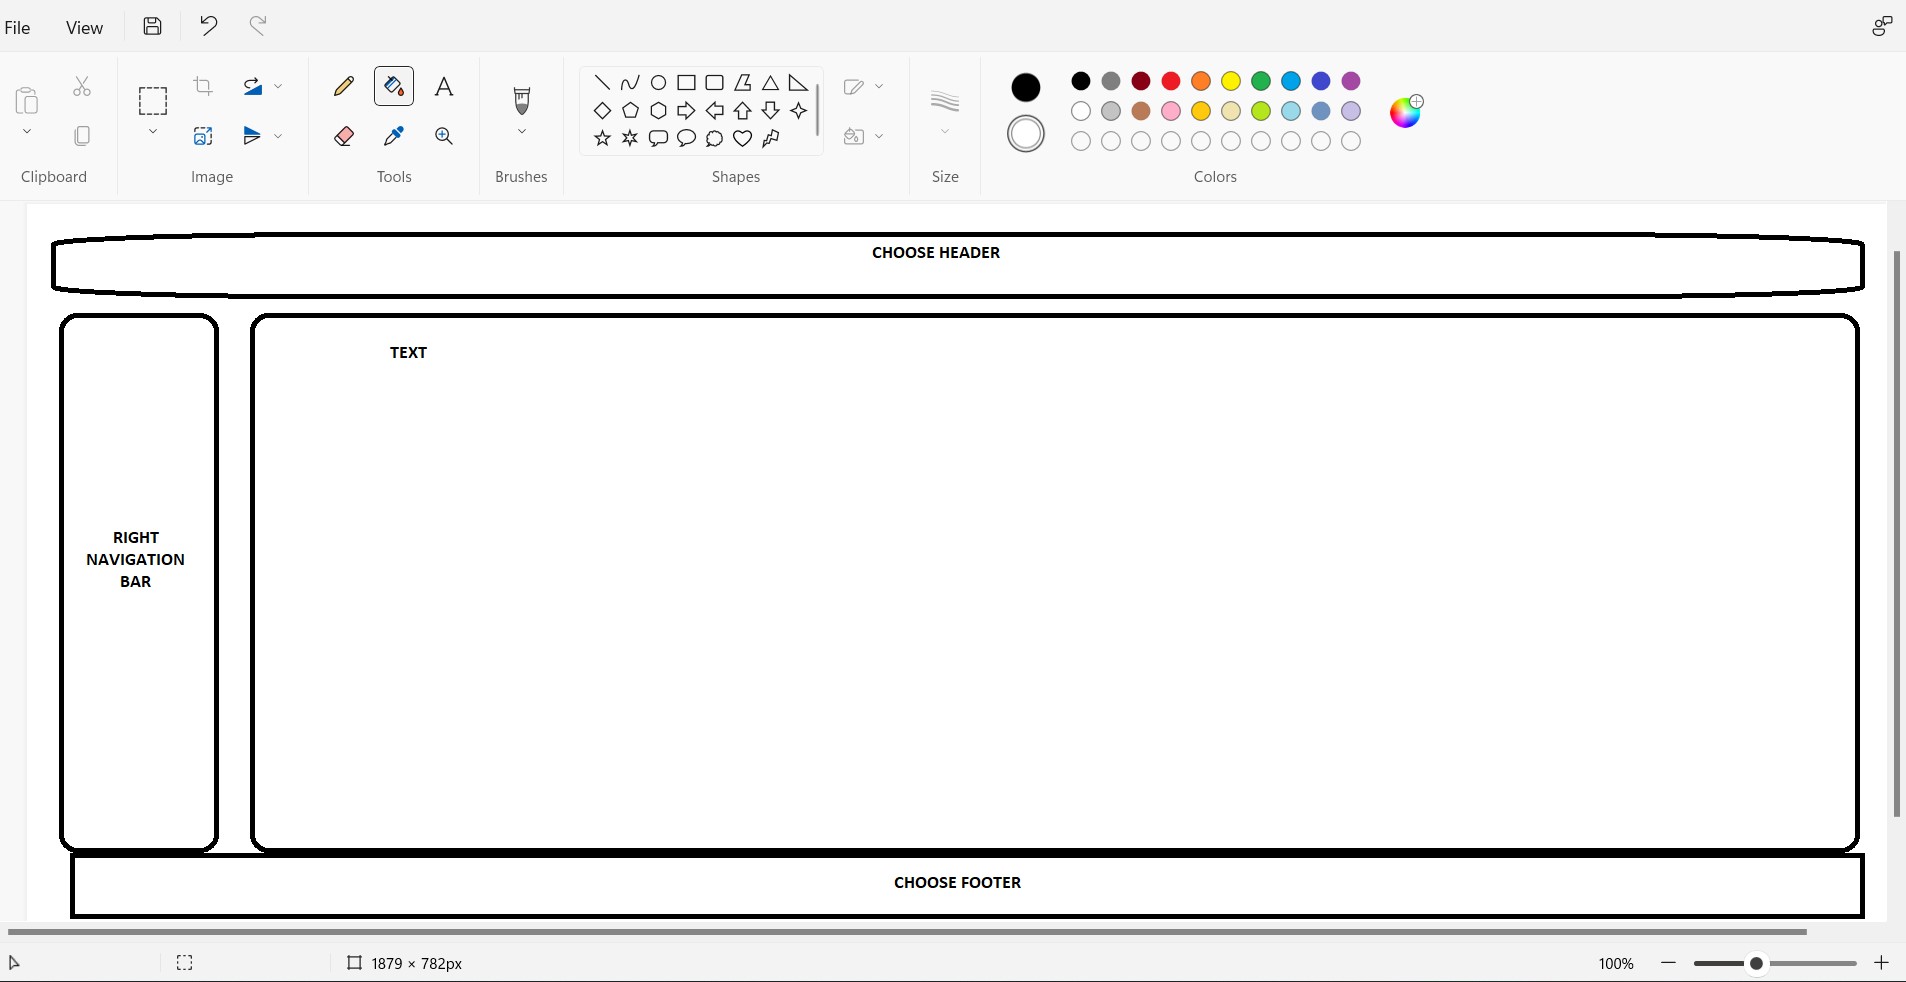 File View
Clipboard Image Tools Brushes Shapes Size Colors
CHOOSE HEADER
TEXT
RIGHT
NAVIGATION
BAR
CHOOSE FOOTER
1879 × 782px 100%